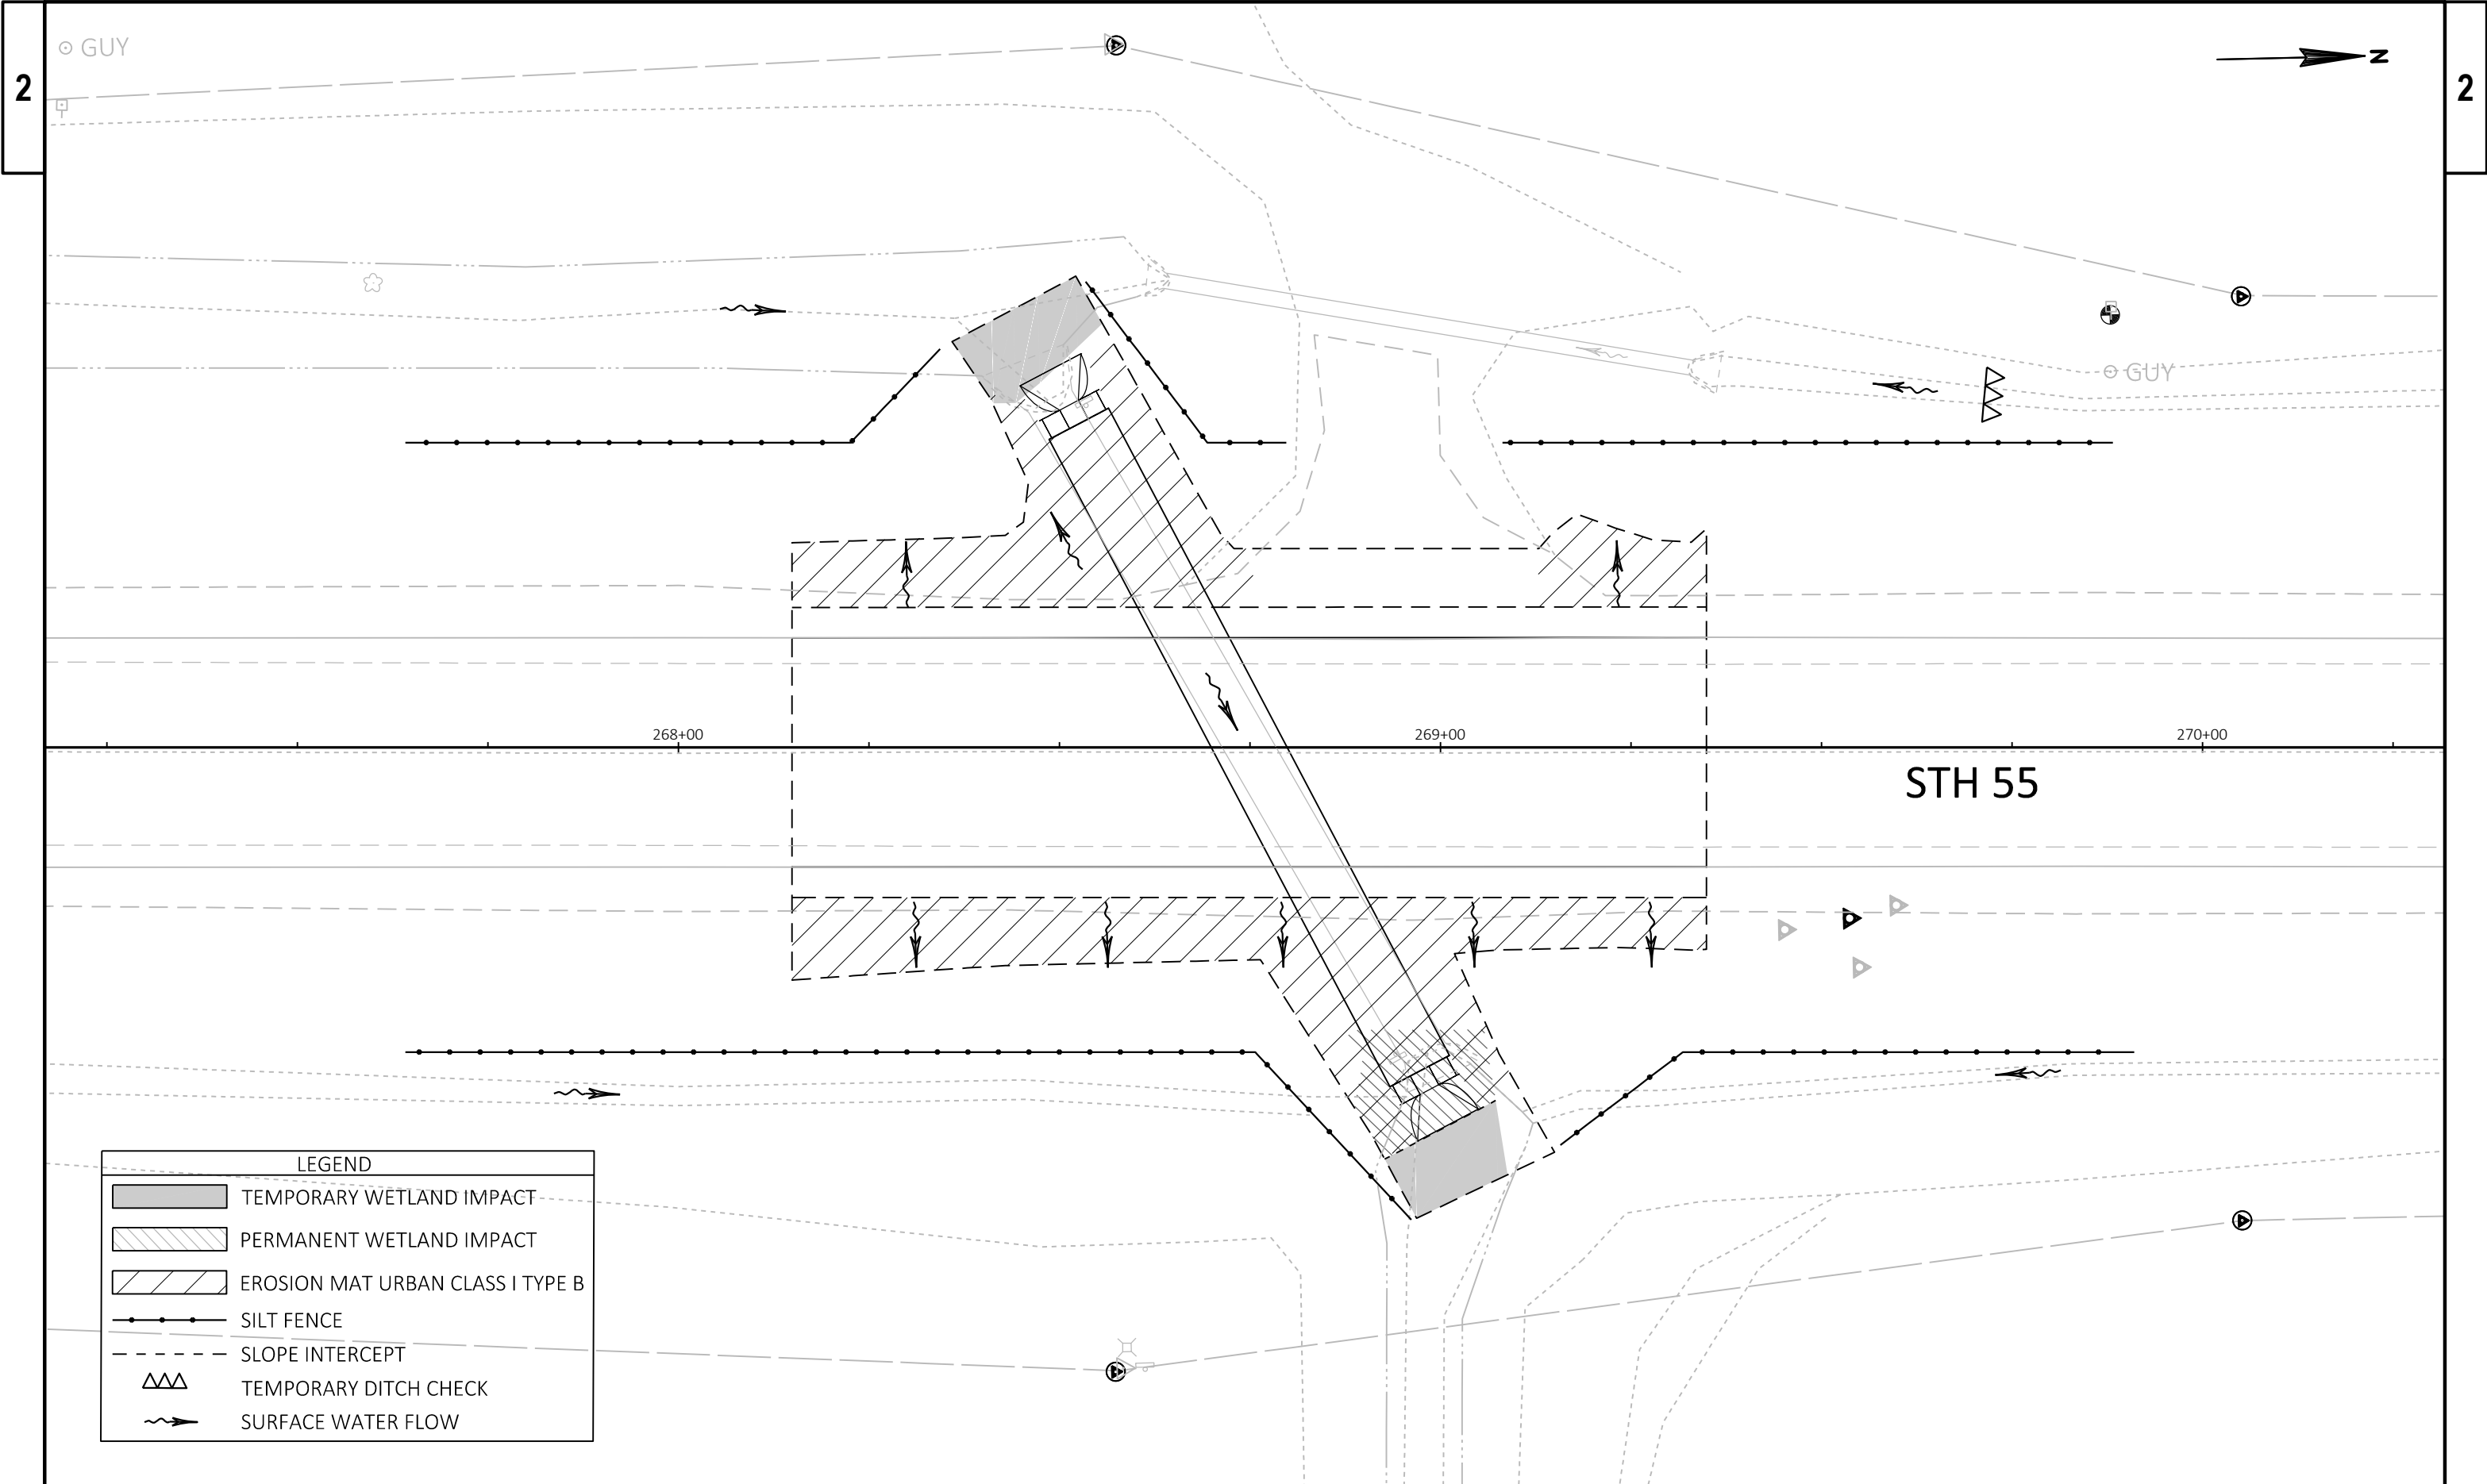 2
GUY
N
2
GUY
268+00
269+00
270+00
STH 55
LEGEND
TEMPORARY WETLAND IMPACT
PERMANENT WETLAND IMPACT
EROSION MAT URBAN CLASS I TYPE B
SILT FENCE
SLOPE INTERCEPT
TEMPORARY DITCH CHECK
SURFACE WATER FLOW